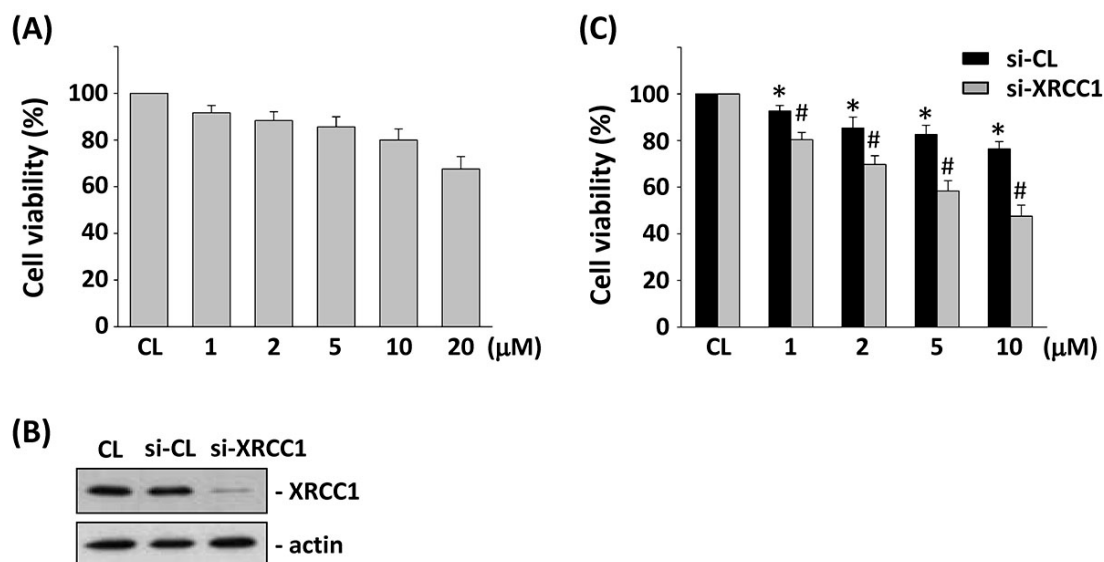 (A)
Cell viability (%)
100
80
60
40
20
0
CL 1 2 5 10 20 (μM)
(B)
CL si-CL si-XRCC1
- XRCC1
- actin
(C)
si-CL
si-XRCC1
Cell viability (%)
100
80
60
40
20
0
* # * # * # * #
CL 1 2 5 10 (μM)